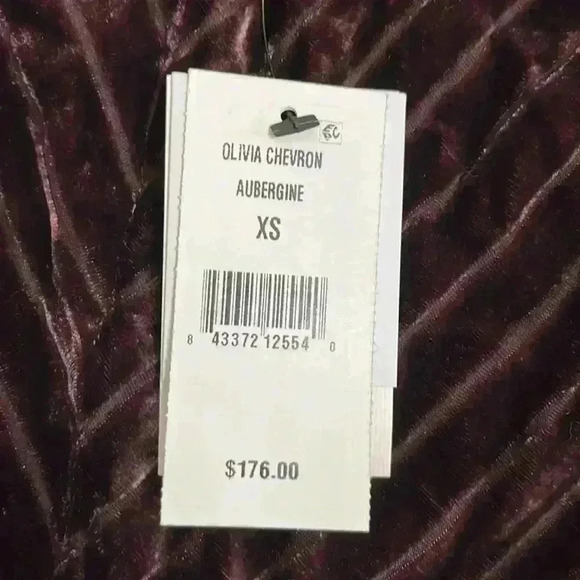 OLIVIA CHEVRON
AUBERGINE
XS
8 43372 12554 0
$176.00